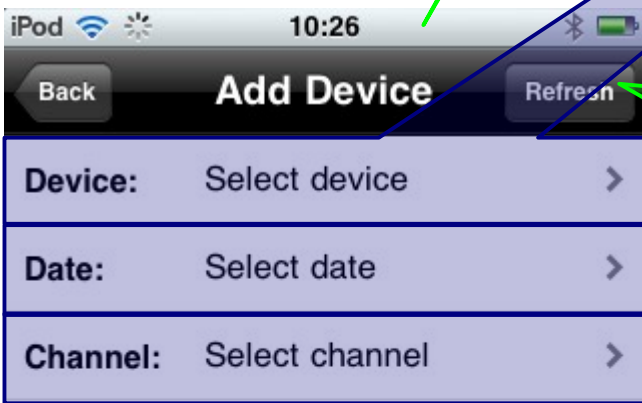 iPod 10:26
Back Add Device Refresh
Device: Select device
Date: Select date
Channel: Select channel